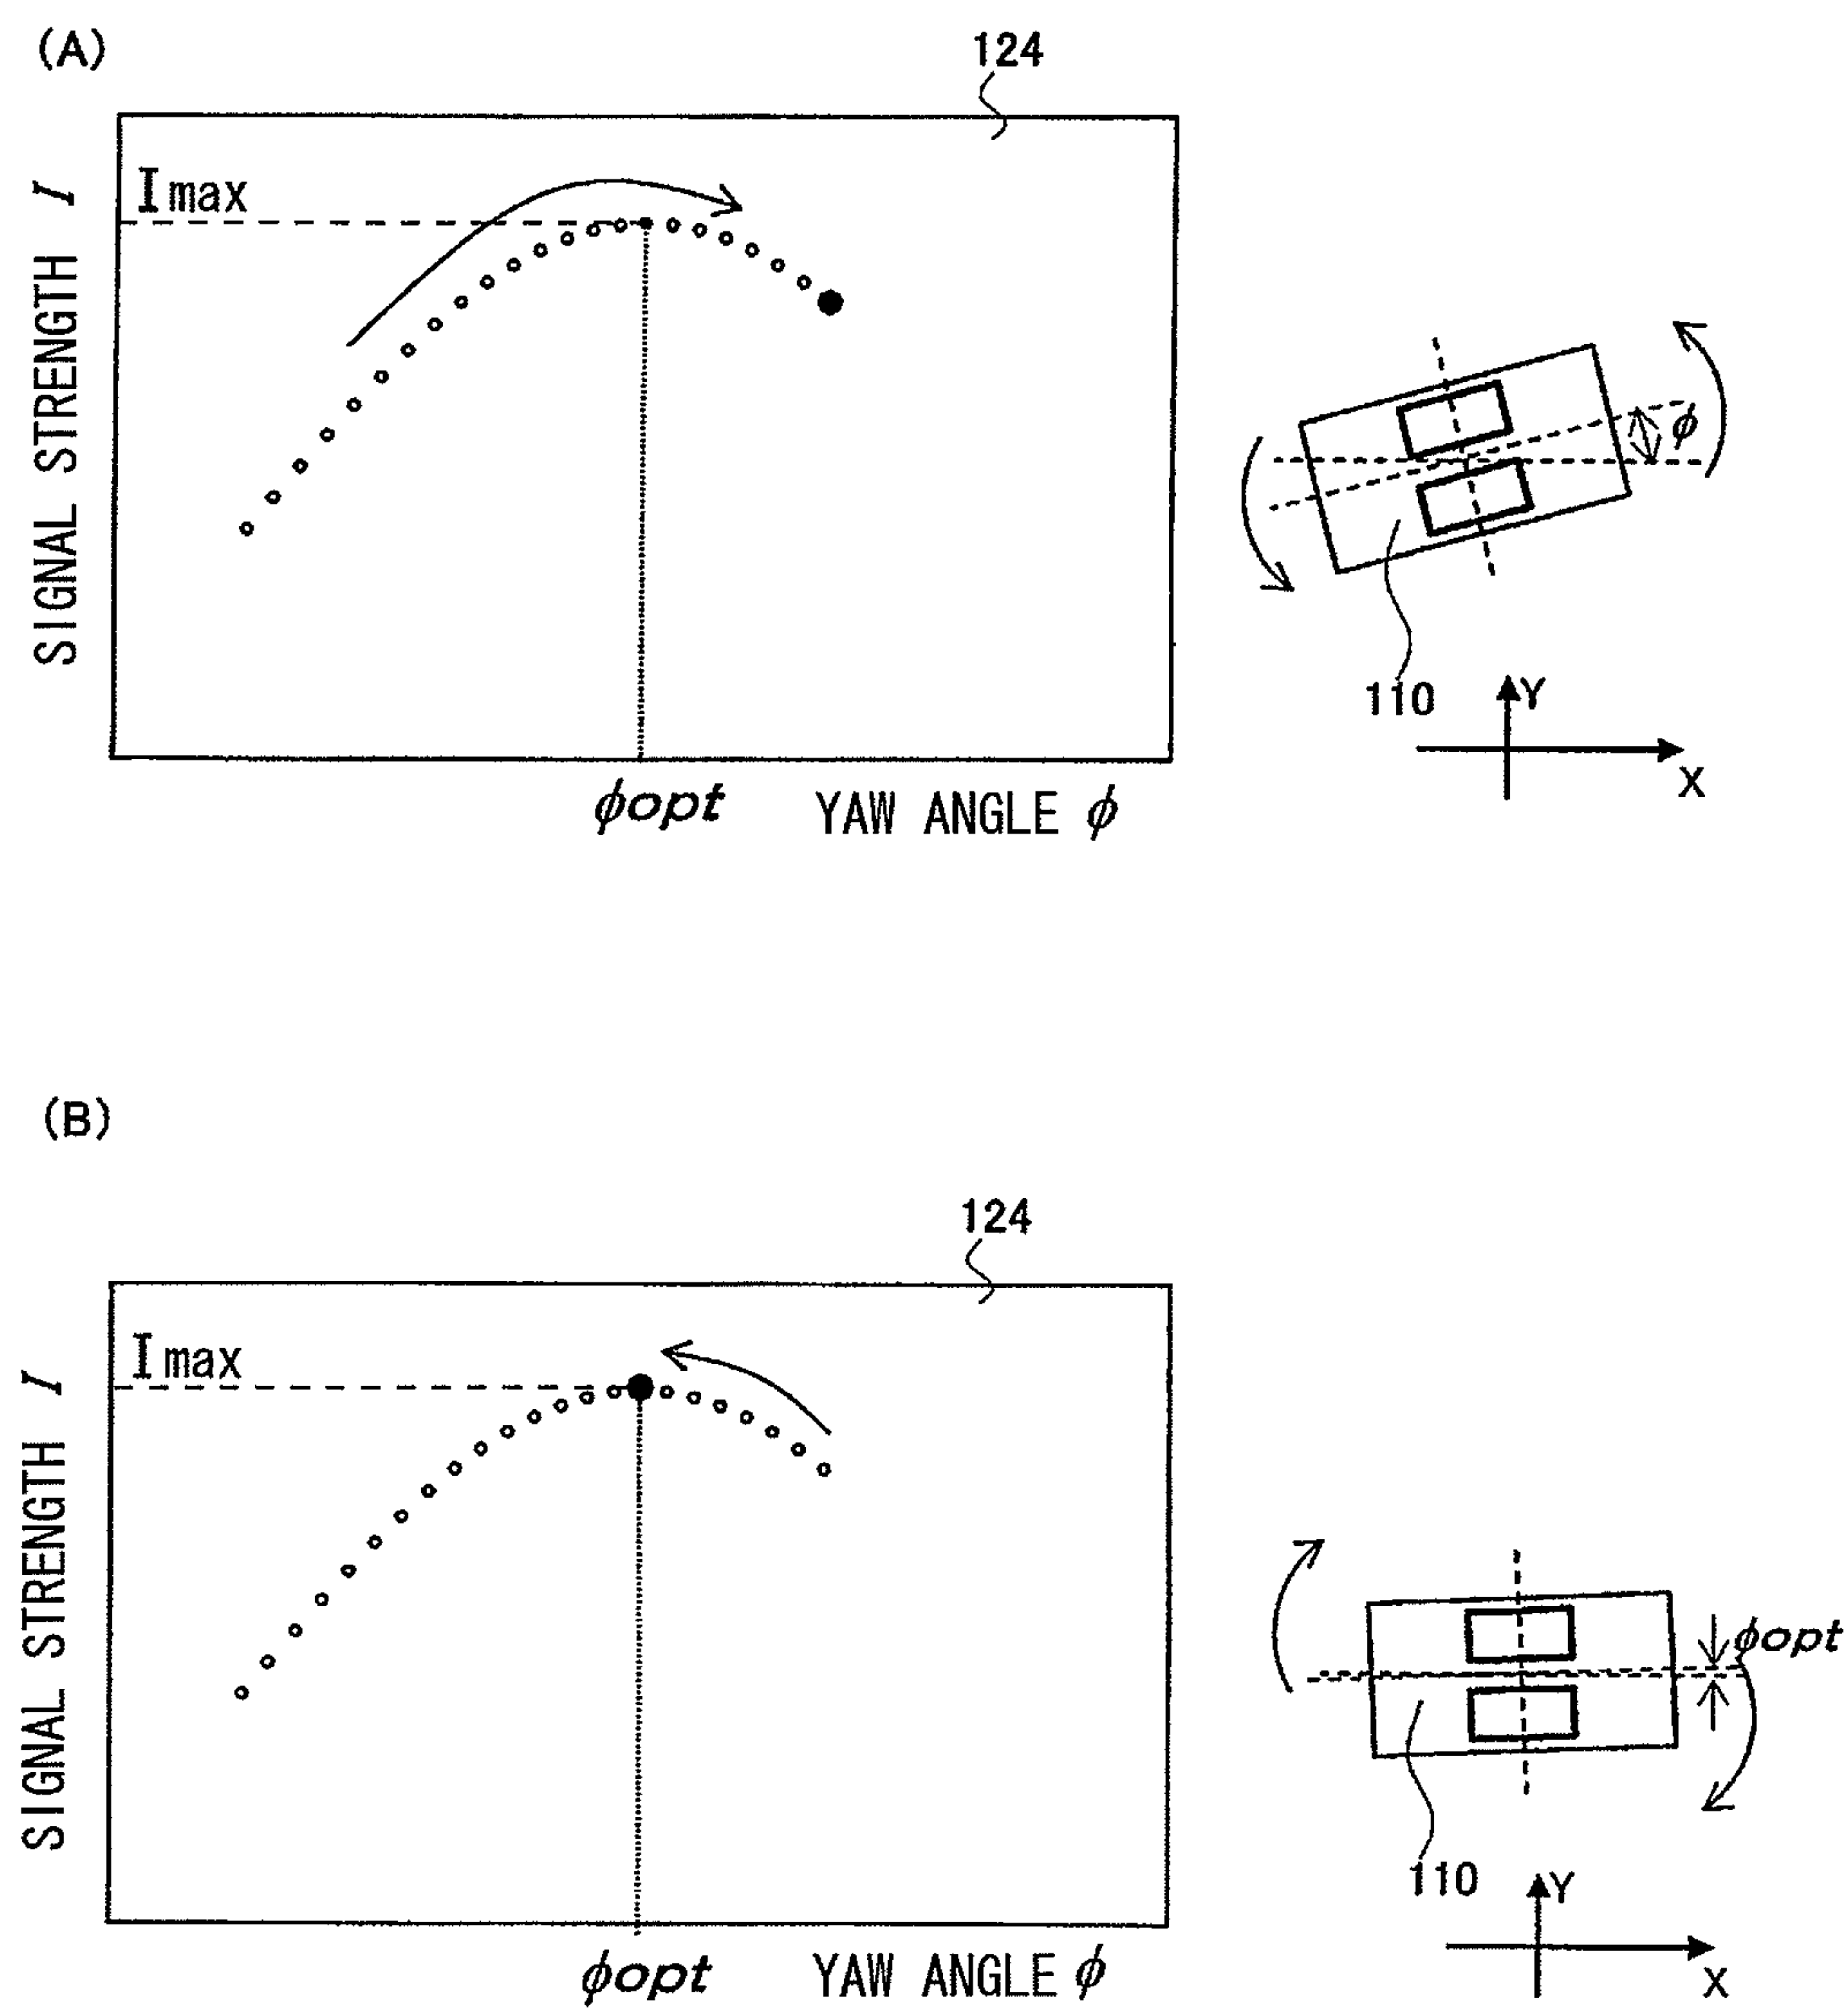 (A)
124
Imax
SIGNAL STRENGTH I
ϕ
110
Y
X
ϕopt
YAW ANGLE ϕ
(B)
124
Imax
SIGNAL STRENGTH I
ϕopt
110
Y
X
ϕopt
YAW ANGLE ϕ